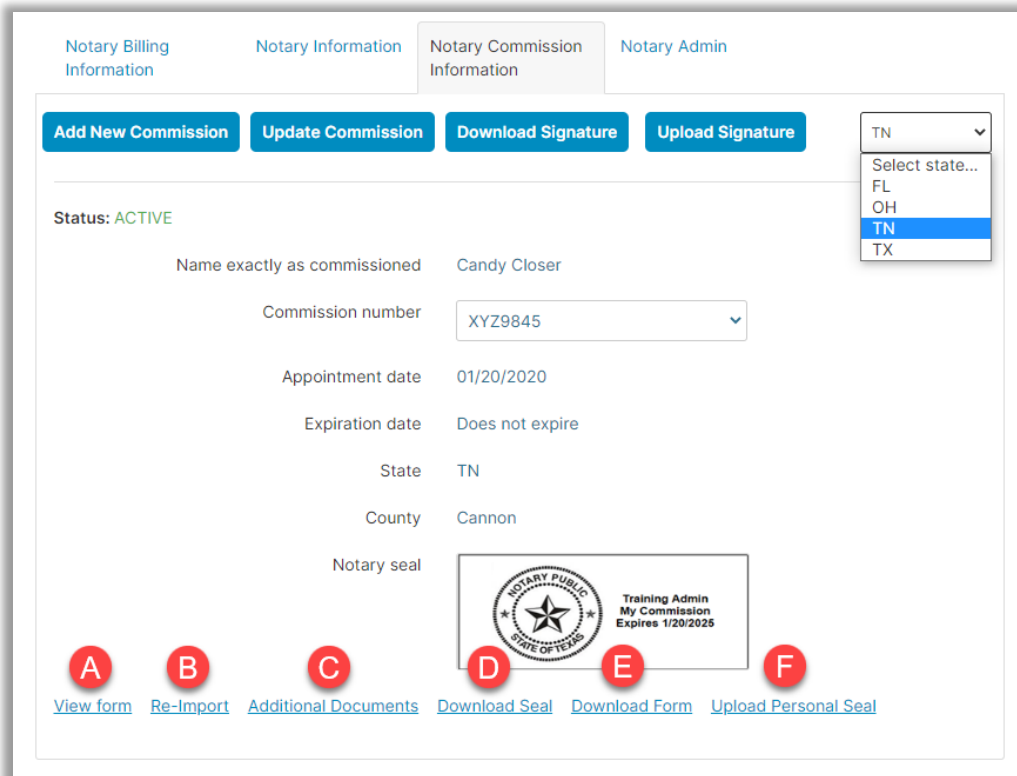 Notary Billing
Information
Notary Information
Notary Commission
Information
Notary Admin
Add New Commission
Update Commission
Download Signature
Upload Signature
TN
Select state...
FL
OH
TN
TX
Status: ACTIVE
Name exactly as commissioned
Candy Closer
Commission number
XYZ9845
Appointment date
01/20/2020
Expiration date
Does not expire
State
TN
County
Cannon
Notary seal
NOTARY PUBLIC
STATE OF TEXAS
Training Admin
My Commission
Expires 1/20/2025
A
B
C
D
E
F
View form
Re-Import
Additional Documents
Download Seal
Download Form
Upload Personal Seal